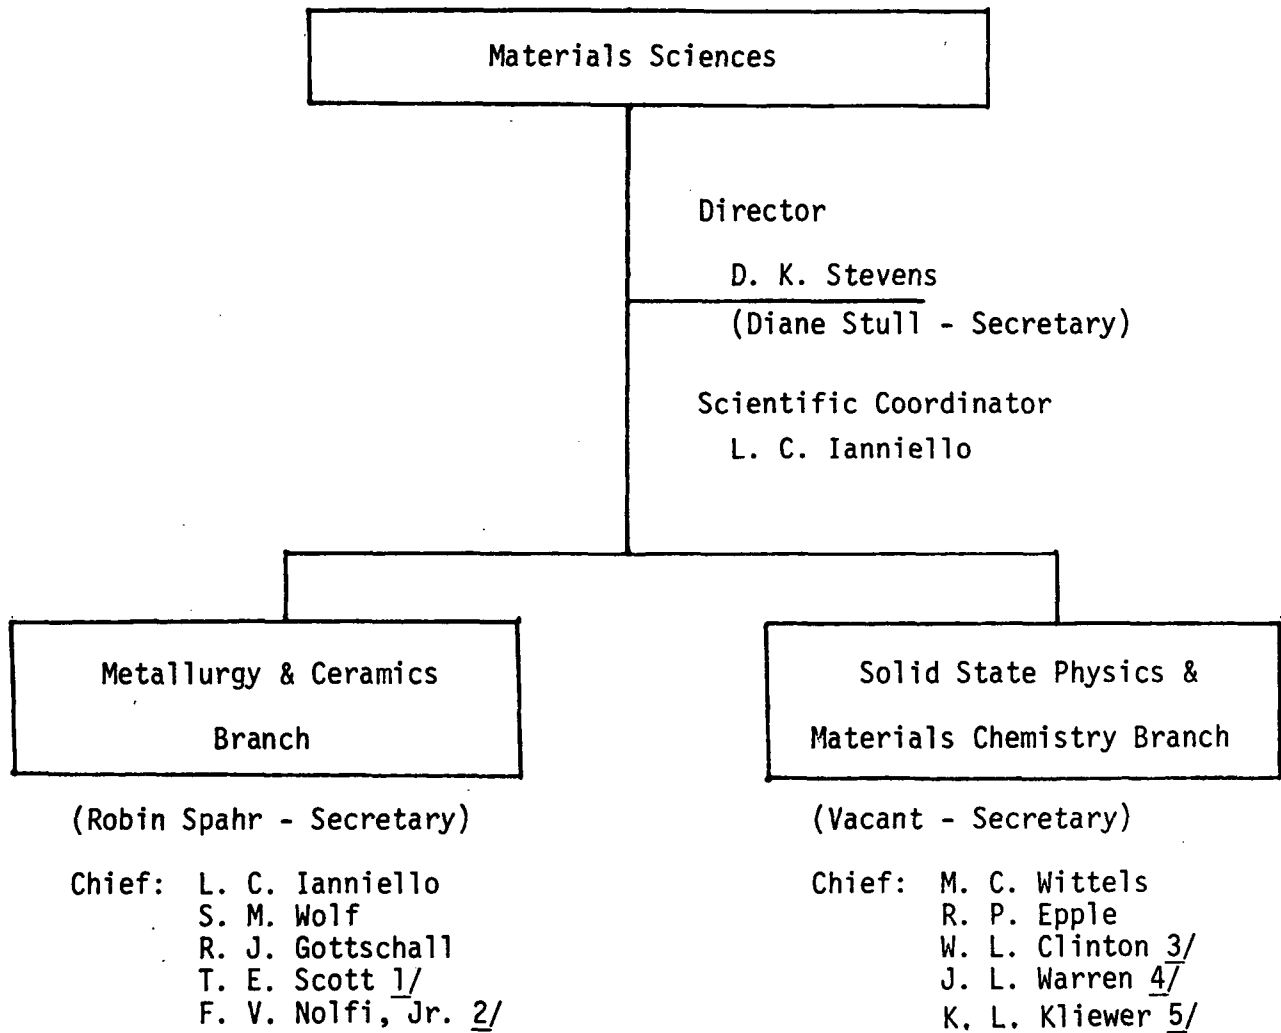 Materials Sciences
Director
D. K. Stevens
(Diane Stull - Secretary)
Scientific Coordinator
L. C. Ianniello
Metallurgy & Ceramics
Branch
(Robin Spahr - Secretary)
Chief: L. C. Ianniello
S. M. Wolf
R. J. Gottschall
T. E. Scott 1/
F. V. Nolfi, Jr. 2/
Solid State Physics &
Materials Chemistry Branch
(Vacant - Secretary)
Chief: M. C. Wittels
R. P. Epple
W. L. Clinton 3/
J. L. Warren 4/
K. L. Kliewer 5/